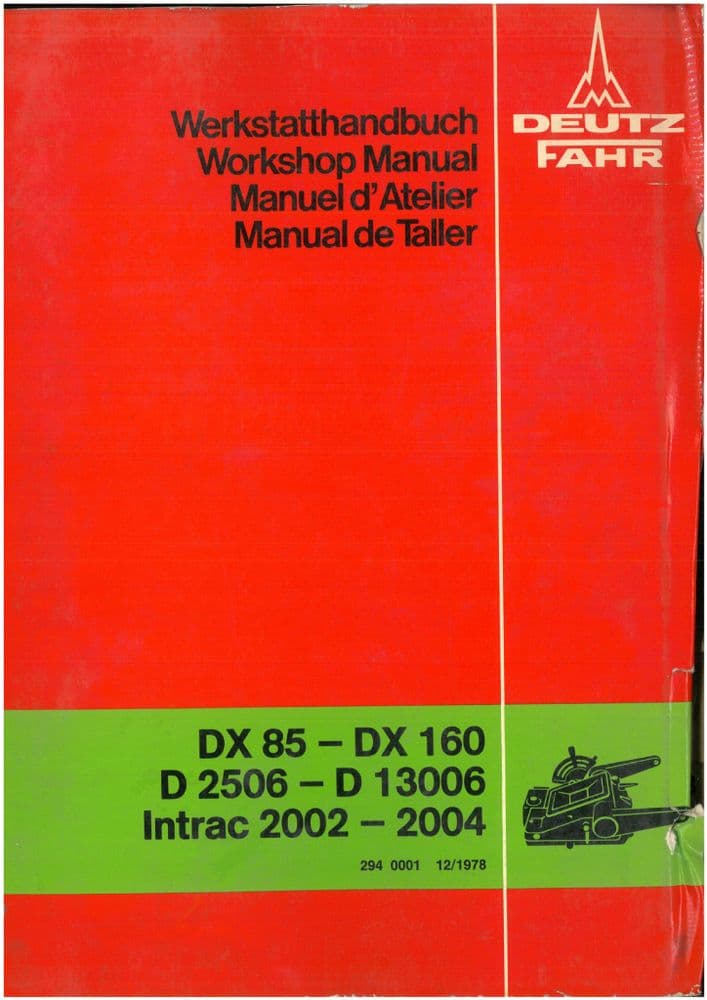 Werkstatthandbuch
Workshop Manual
Manuel d'Atelier
Manual de Taller
DEUTZ
FAHR
DX 85 – DX 160
D 2506 – D 13006
Intrac 2002 – 2004
294 0001 12/1978